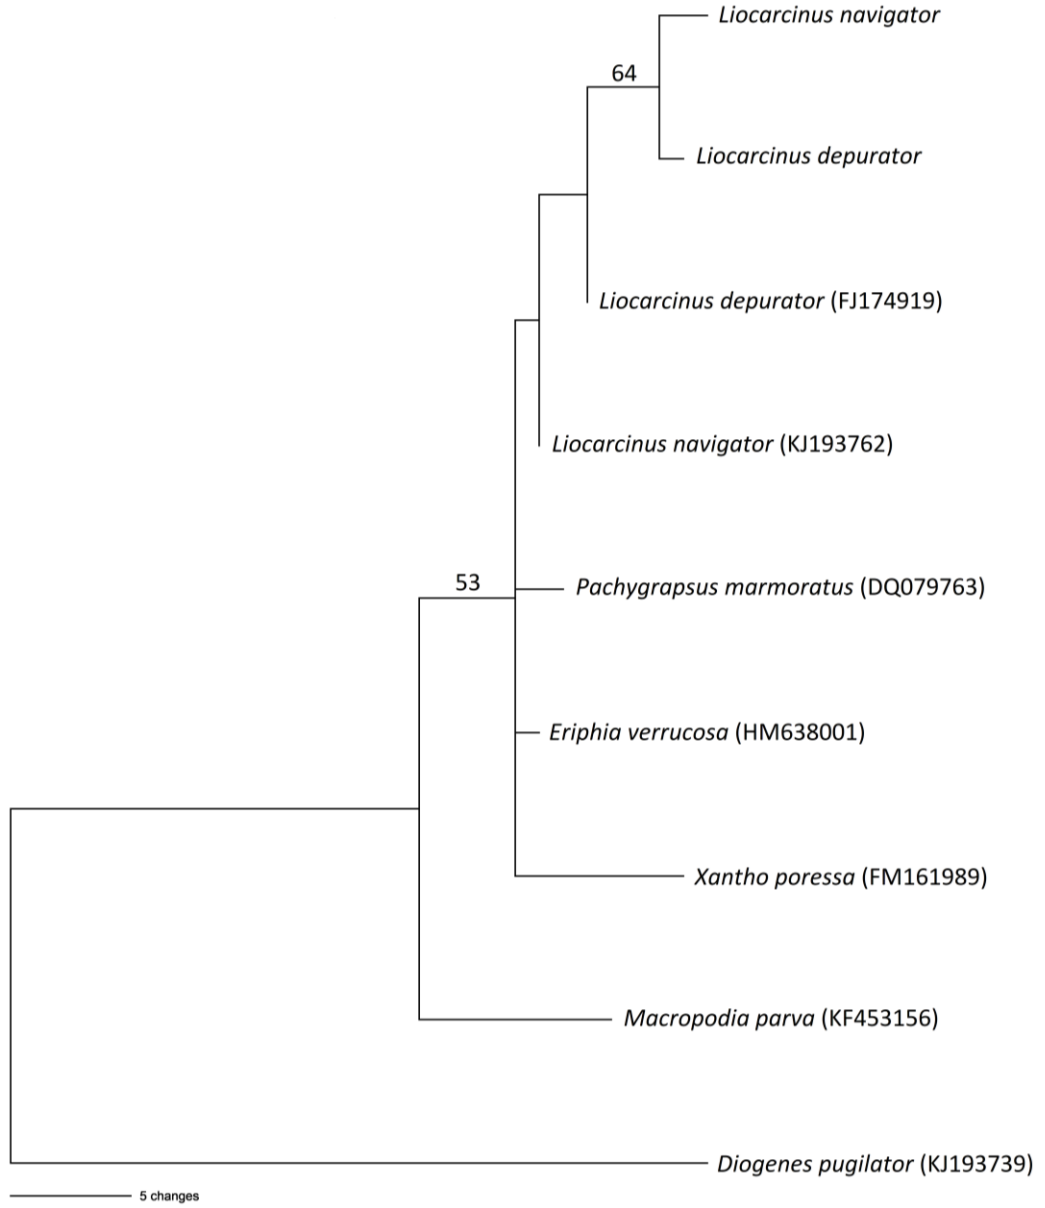 Liocarcinus navigator
64
Liocarcinus depurator
Liocarcinus depurator (FJ174919)
Liocarcinus navigator (KJ193762)
53
Pachygrapsus marmoratus (DQ079763)
Eriphia verrucosa (HM638001)
Xantho poressa (FM161989)
Macropodia parva (KF453156)
Diogenes pugilator (KJ193739)
5 changes